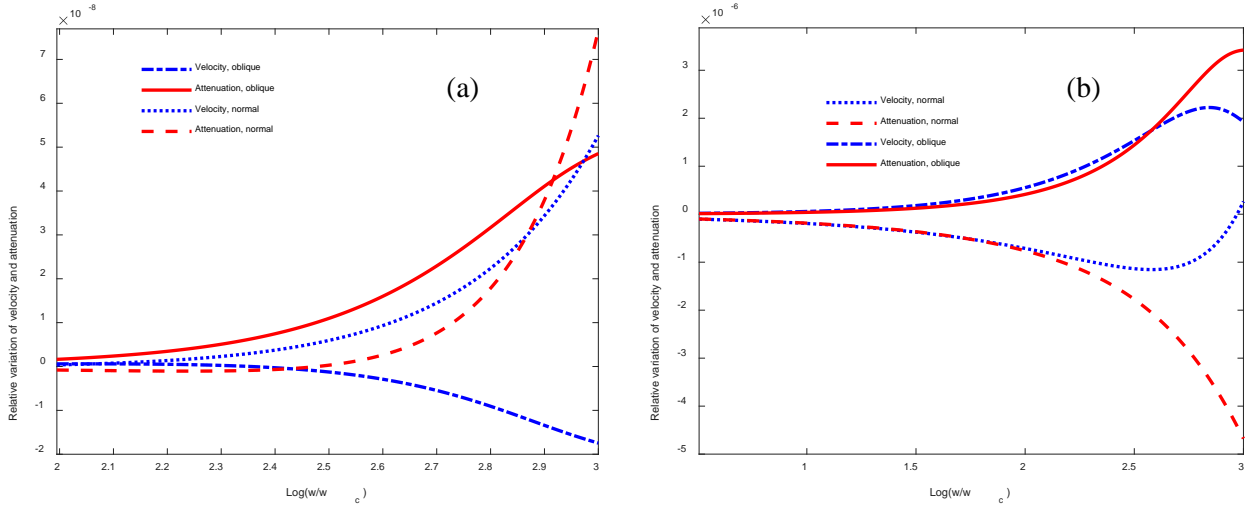 × 10 -8
(a)
Velocity, oblique
Attenuation, oblique
Velocity, normal
Attenuation, normal
7
6
5
4
3
2
1
0
-1
-2
Relative variation of velocity and attenuation
2 2.1 2.2 2.3 2.4 2.5 2.6 2.7 2.8 2.9 3
Log(w/w c )
× 10 -6
(b)
Velocity, normal
Attenuation, normal
Velocity, oblique
Attenuation, oblique
3
2
1
0
-1
-2
-3
-4
-5
Relative variation of velocity and attenuation
1 1.5 2 2.5 3
Log(w/w c )